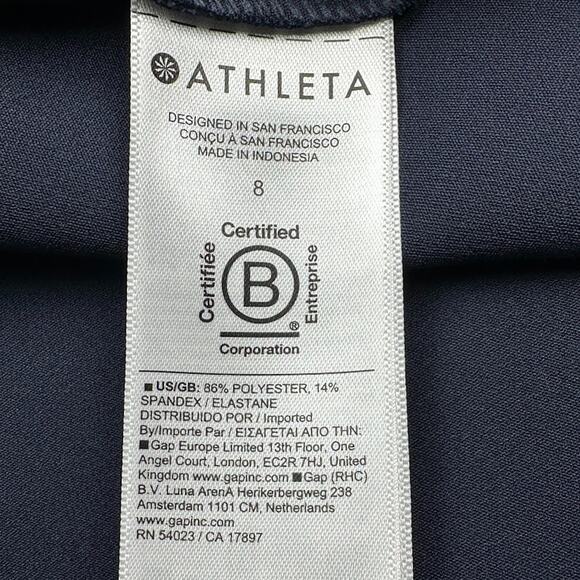 ATHLETA
DESIGNED IN SAN FRANCISCO
CONÇU À SAN FRANCISCO
MADE IN INDONESIA
8
Certified
Certifiée
B
Entreprise
®
Corporation
■ US/GB: 86% POLYESTER, 14%
SPANDEX / ELASTANE
DISTRIBUIDO POR / Imported
By/Importe Par / ΕΙΣΑΓΕΤΑΙ ΑΠΟ ΤΗΝ:
■ Gap Europe Limited 13th Floor, One
Angel Court, London, EC2R 7HJ, United
Kingdom www.gapinc.com ■ Gap (RHC)
B.V. Luna ArenA Herikerbergweg 238
Amsterdam 1101 CM, Netherlands
www.gapinc.com
RN 54023 / CA 17897